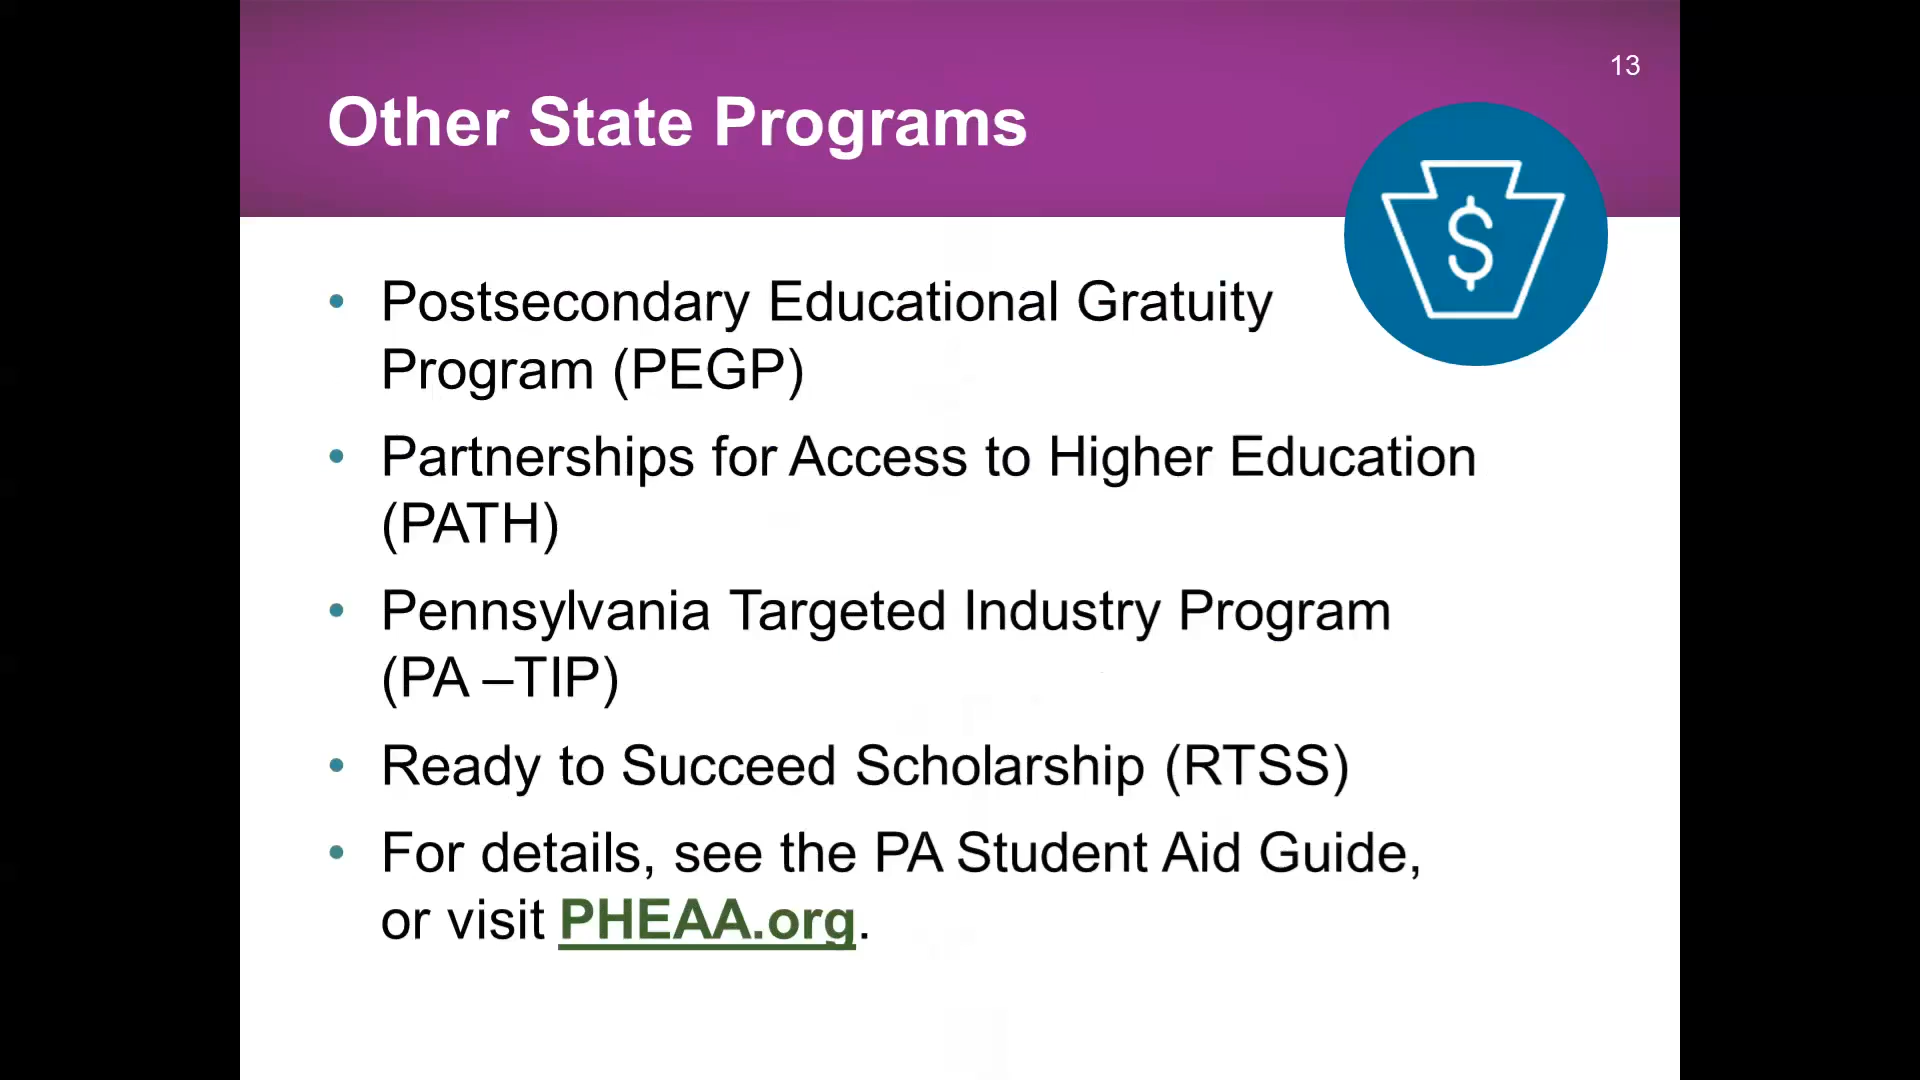 13
Other State Programs
$
• Postsecondary Educational Gratuity
Program (PEGP)
• Partnerships for Access to Higher Education
(PATH)
• Pennsylvania Targeted Industry Program
(PA –TIP)
• Ready to Succeed Scholarship (RTSS)
• For details, see the PA Student Aid Guide,
or visit PHEAA.org.